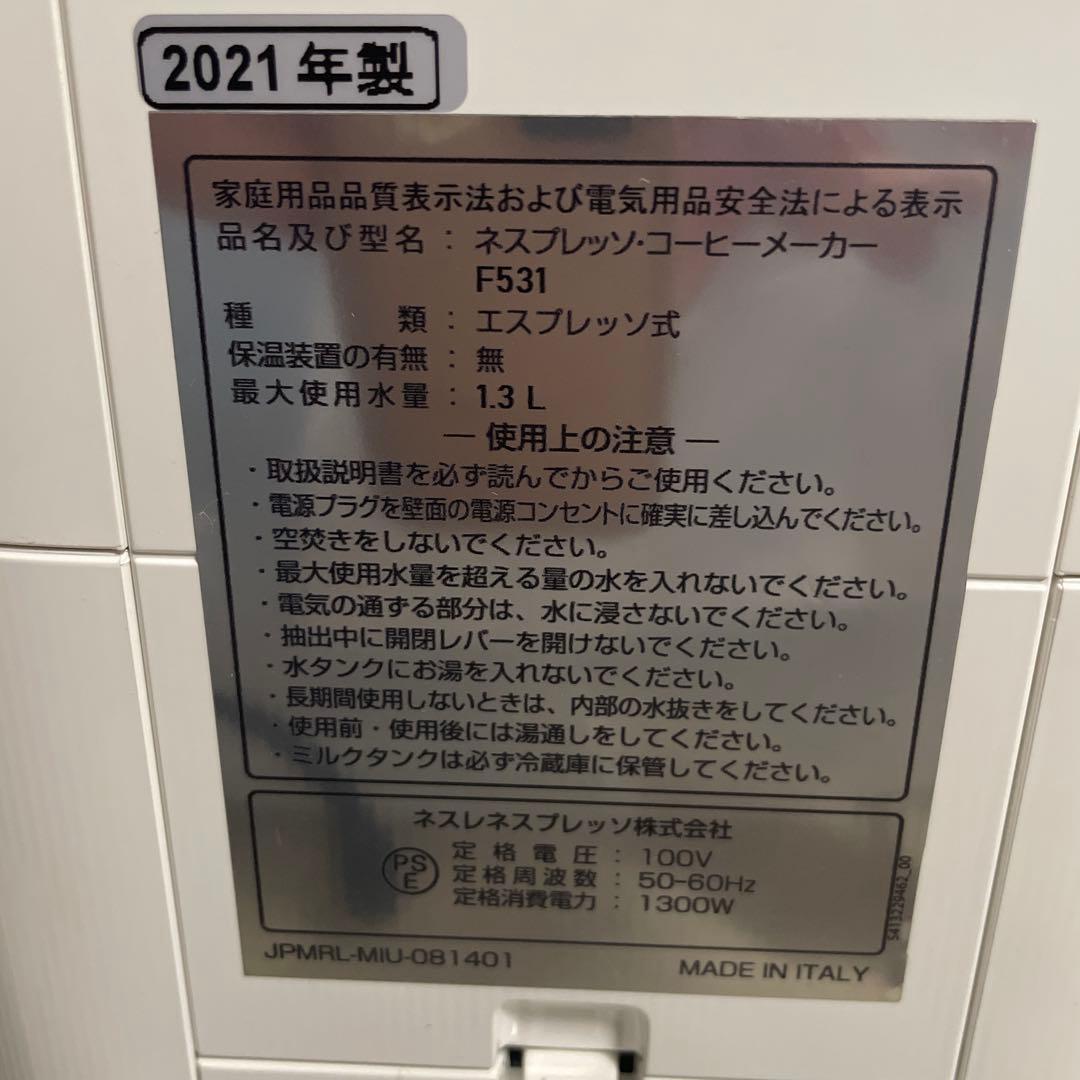 2021年製
家庭用品品質表示法および電気用品安全法による表示
品名及び型名：ネスプレッソ・コーヒーメーカー
F531
種類：エスプレッソ式
保温装置の有無：無
最大使用水量：1.3 L
― 使用上の注意 ―
・取扱説明書を必ず読んでからご使用ください。
・電源プラグを壁面の電源コンセントに確実に差し込んでください。
・空焚きをしないでください。
・最大使用水量を超える量の水を入れないでください。
・電気の通ずる部分は、水に浸さないでください。
・抽出中に開閉レバーを開けないでください。
・水タンクにお湯を入れないでください。
・長期間使用しないときは、内部の水抜きをしてください。
・使用前・使用後には湯通しをしてください。
・ミルクタンクは必ず冷蔵庫に保管してください。
ネスレネスプレッソ株式会社
PS
E
定格電圧：100V
定格周波数：50-60Hz
定格消費電力：1300W
S413229462_00
JPMRL-MIU-081401
MADE IN ITALY